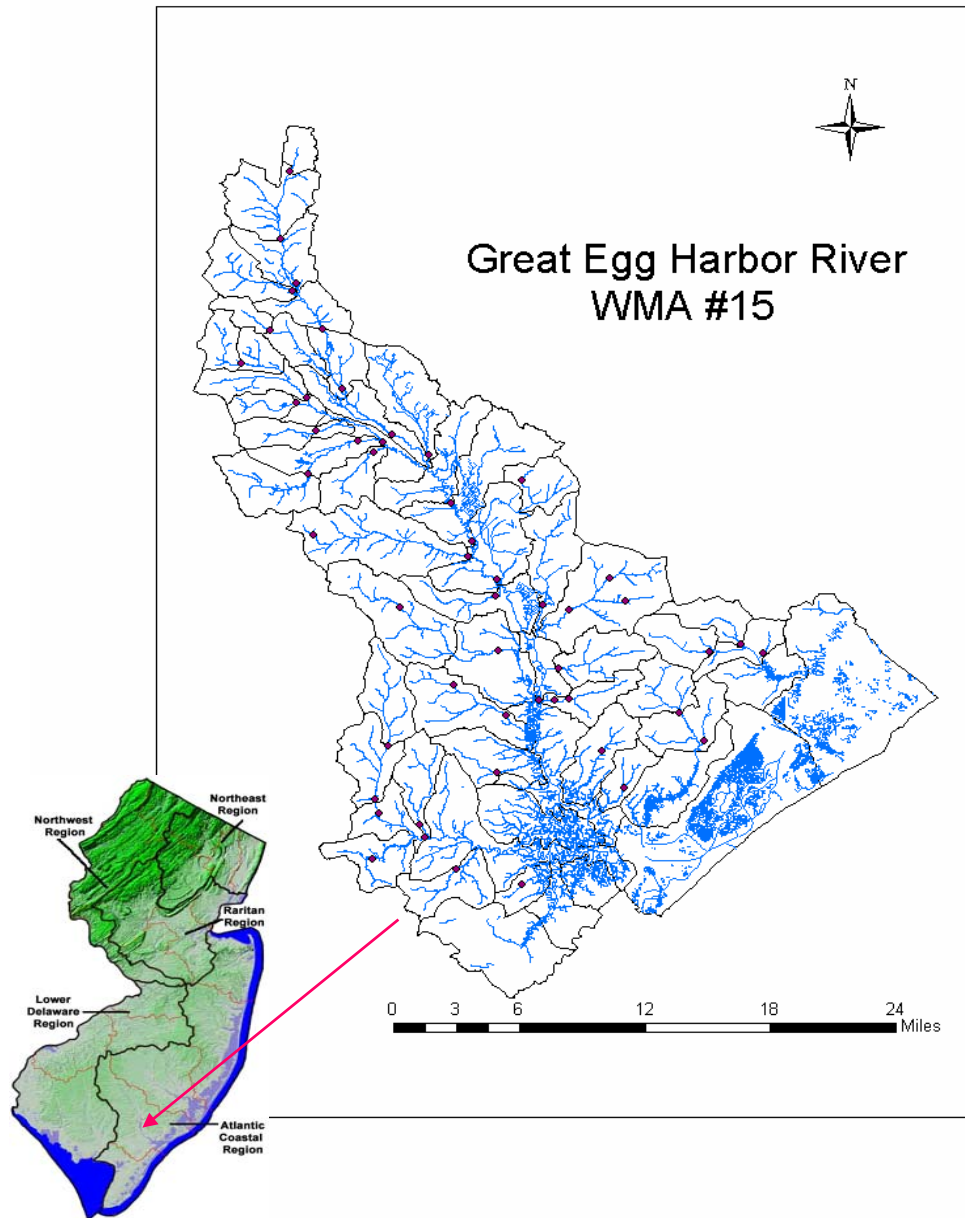 N
Great Egg Harbor River
WMA #15
Northeast
Region
Northwest
Region
Raritan
Region
Lower
Delaware
Region
Atlantic
Coastal
Region
0 3 6 12 18 24
Miles